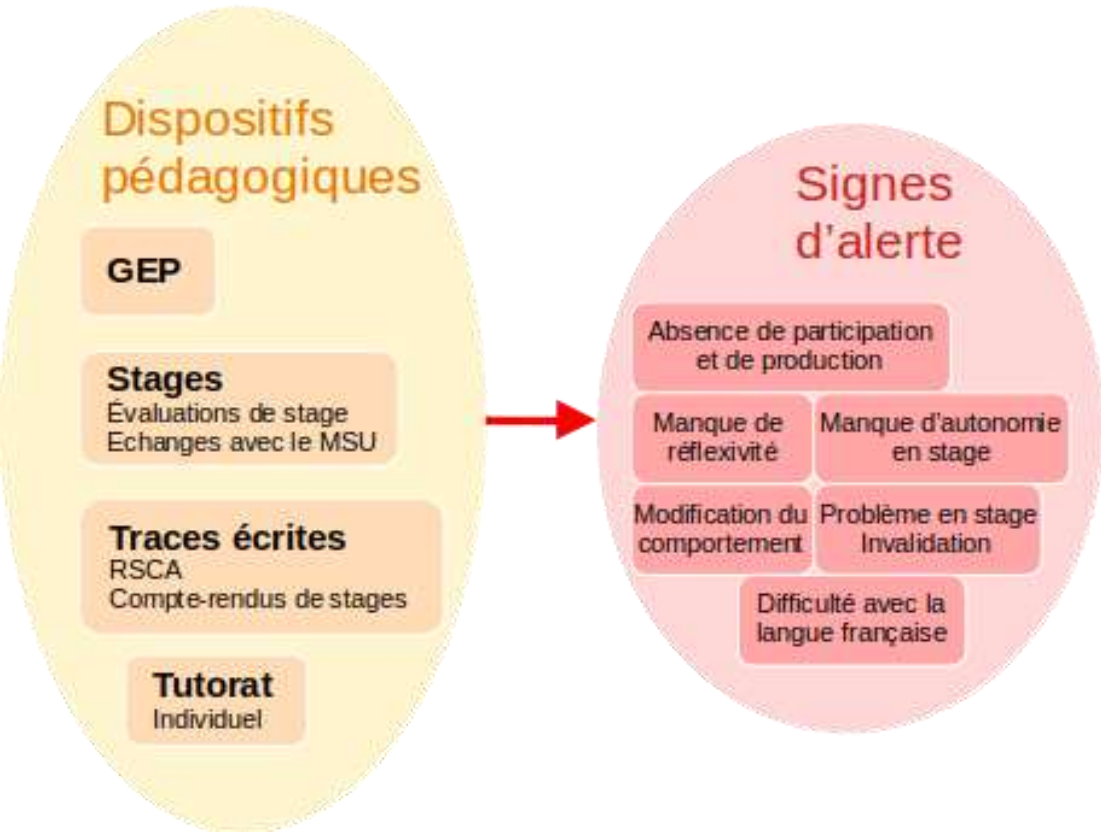 Dispositifs
pédagogiques
GEP
Stages
Évaluations de stage
Echanges avec le MSU
Traces écrites
RSCA
Compte-rendus de stages
Tutorat
Individuel
Signes
d'alerte
Absence de participation
et de production
Manque de
réflexivité
Manque d'autonomie
en stage
Modification du
comportement
Problème en stage
Invalidation
Difficulté avec la
langue française